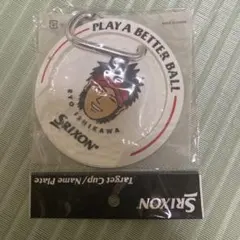 PLAY A BETTER BALL
RYO ISHIKAWA
SRIXON
SRIXON
Target Cup/Name Plate